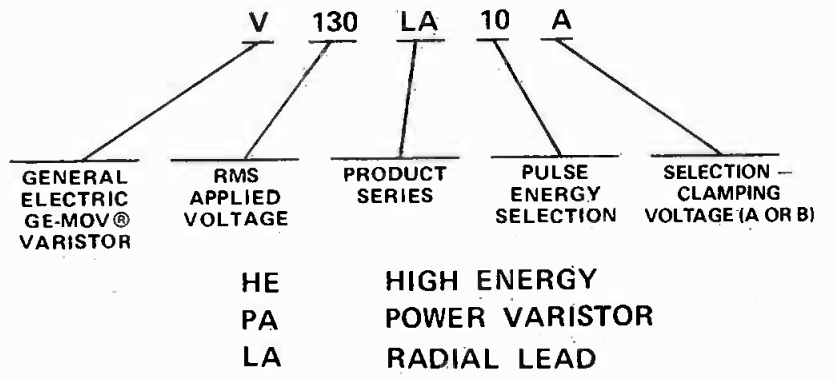 V 130 LA 10 A
GENERAL ELECTRIC GE-MOV® VARISTOR
RMS APPLIED VOLTAGE
PRODUCT SERIES
PULSE ENERGY SELECTION
SELECTION — CLAMPING VOLTAGE (A OR B)
HE HIGH ENERGY
PA POWER VARISTOR
LA RADIAL LEAD